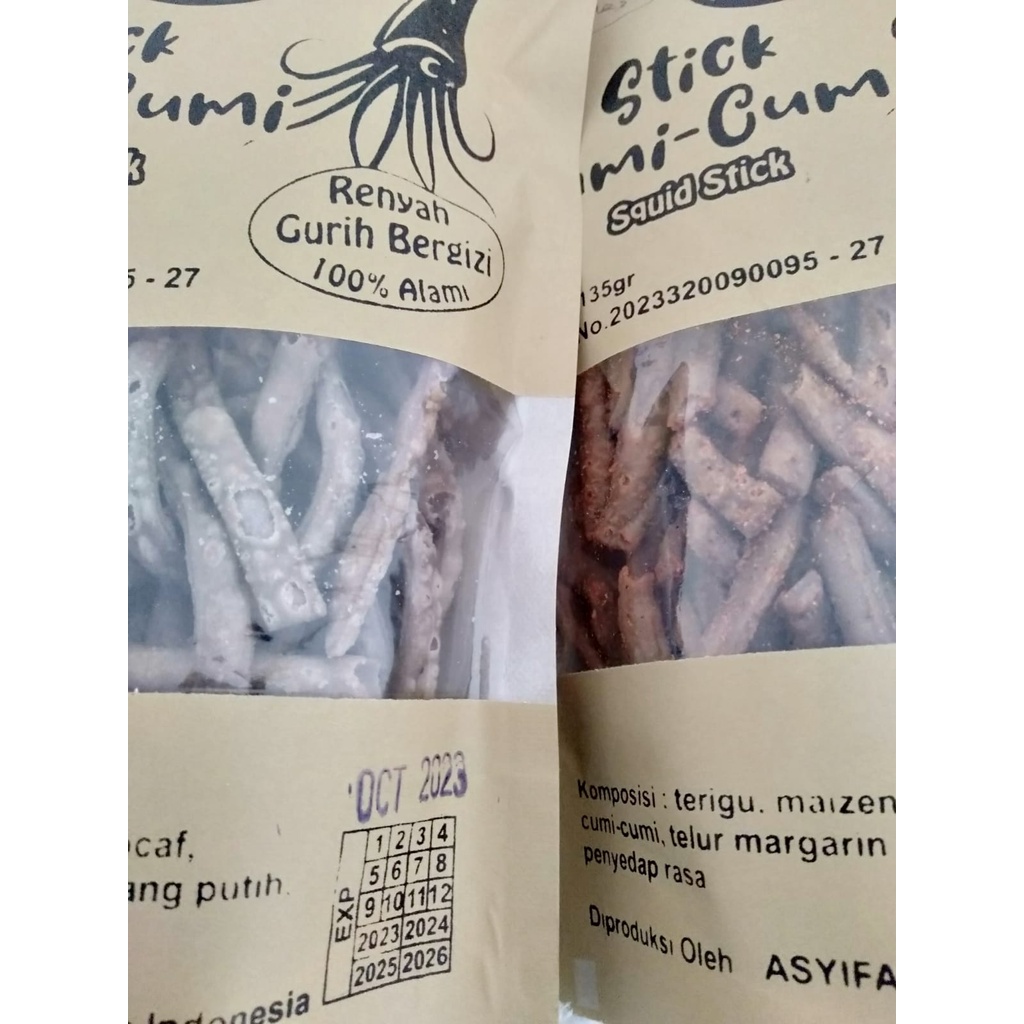 ck
Cumi
k
5 - 27
Renyah
Gurih Bergizi
100% Alami
OCT 2023
EXP
1 2 3 4
5 6 7 8
9 10 11 12
2023 2024
2025 2026
ocaf,
ang putih.
Indonesia
Stick
umi-Cum
Squid Stick
135gr
No.2023320090095 - 27
Komposisi : terigu. maizen
cumi-cumi, telur margarin
penyedap rasa
Diproduksi Oleh ASYIFA